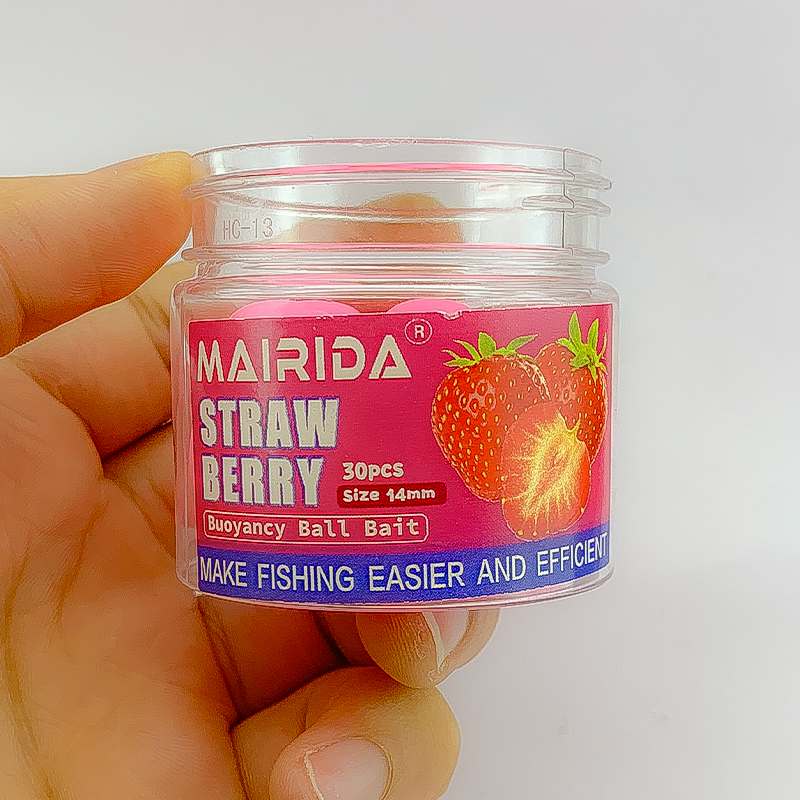 HC-13
MAIRIDA®
STRAW
BERRY
30pcs
Size 14mm
Buoyancy Ball Bait
MAKE FISHING EASIER AND EFFICIENT